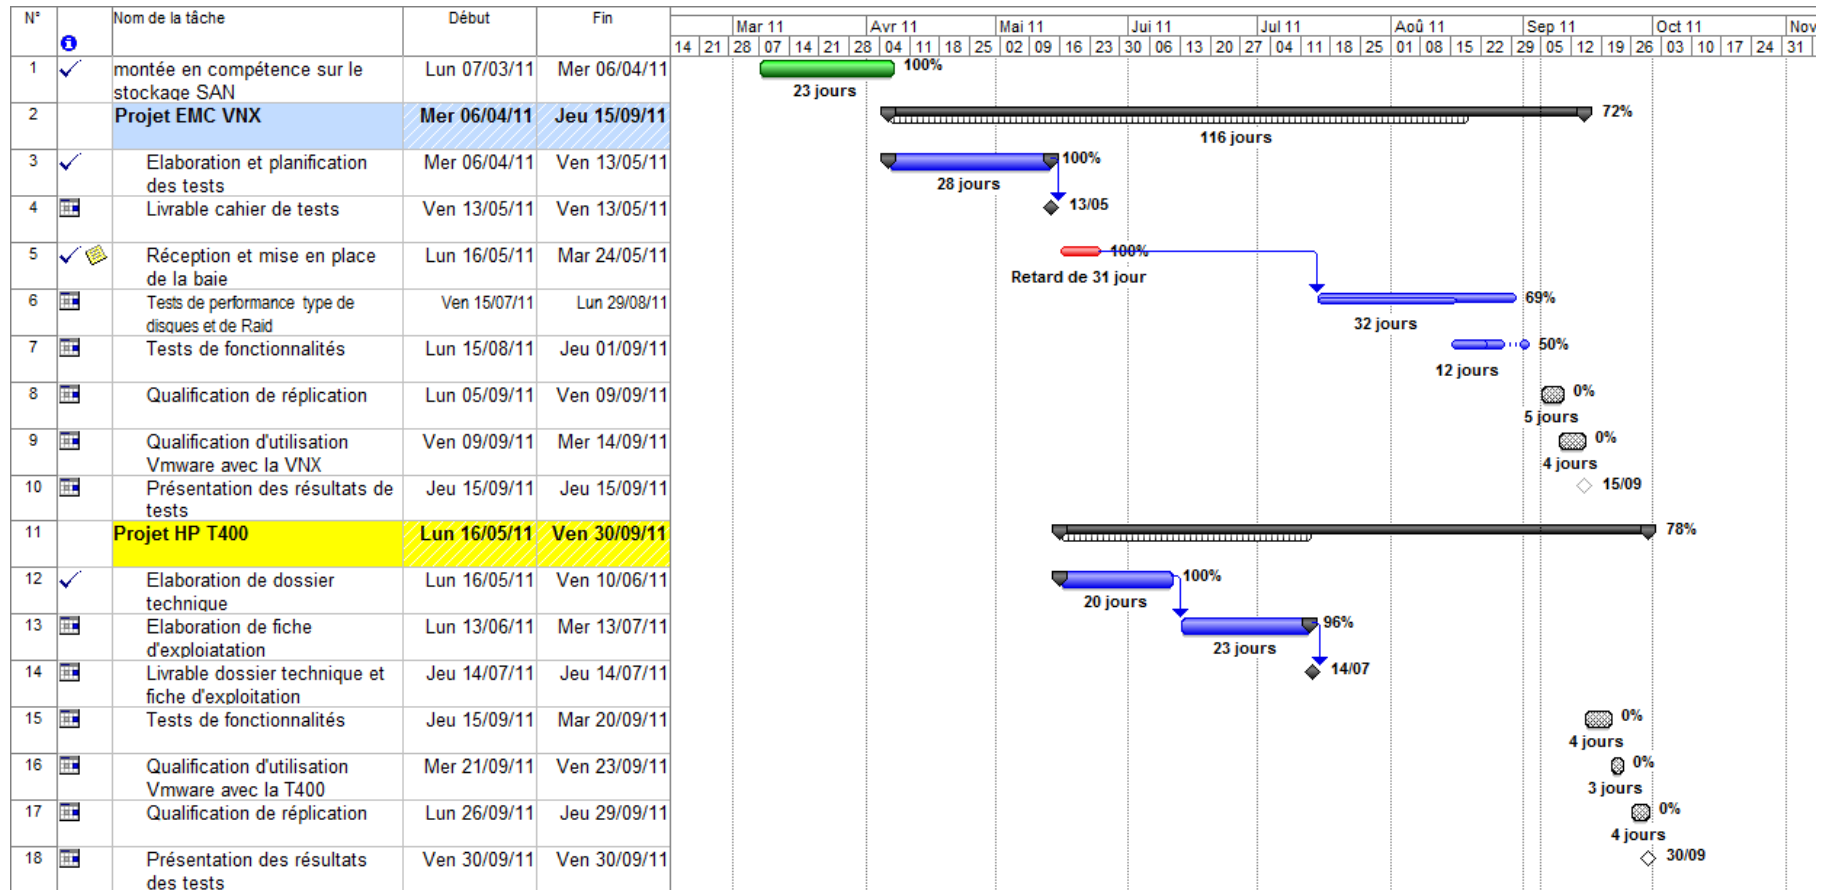 N° Nom de la tâche Début Fin
Mar 11 Avr 11 Mai 11 Jui 11 Jul 11 Aoû 11 Sep 11 Oct 11 Nov
14 21 28 07 14 21 28 04 11 18 25 02 09 16 23 30 06 13 20 27 04 11 18 25 01 08 15 22 29 05 12 19 26 03 10 17 24 31
1 montée en compétence sur le Lun 07/03/11 Mer 06/04/11 100%
stockage SAN 23 jours
2 Projet EMC VNX Mer 06/04/11 Jeu 15/09/11 72%
116 jours
3 Elaboration et planification Mer 06/04/11 Ven 13/05/11 100%
des tests 28 jours
4 Livrable cahier de tests Ven 13/05/11 Ven 13/05/11 13/05
5 Réception et mise en place Lun 16/05/11 Mar 24/05/11 100%
de la baie Retard de 31 jour
6 Tests de performance type de Ven 15/07/11 Lun 29/08/11 69%
disques et de Raid 32 jours
7 Tests de fonctionnalités Lun 15/08/11 Jeu 01/09/11 50%
12 jours
8 Qualification de réplication Lun 05/09/11 Ven 09/09/11 0%
5 jours
9 Qualification d'utilisation Ven 09/09/11 Mer 14/09/11 0%
Vmware avec la VNX 4 jours
10 Présentation des résultats de Jeu 15/09/11 Jeu 15/09/11 15/09
tests
11 Projet HP T400 Lun 16/05/11 Ven 30/09/11 78%
12 Elaboration de dossier Lun 16/05/11 Ven 10/06/11 100%
technique 20 jours
13 Elaboration de fiche Lun 13/06/11 Mer 13/07/11 96%
d'exploiatation 23 jours
14 Livrable dossier technique et Jeu 14/07/11 Jeu 14/07/11 14/07
fiche d'exploitation
15 Tests de fonctionnalités Jeu 15/09/11 Mar 20/09/11 0%
4 jours
16 Qualification d'utilisation Mer 21/09/11 Ven 23/09/11 0%
Vmware avec la T400 3 jours
17 Qualification de réplication Lun 26/09/11 Jeu 29/09/11 0%
4 jours
18 Présentation des résultats Ven 30/09/11 Ven 30/09/11 30/09
des tests